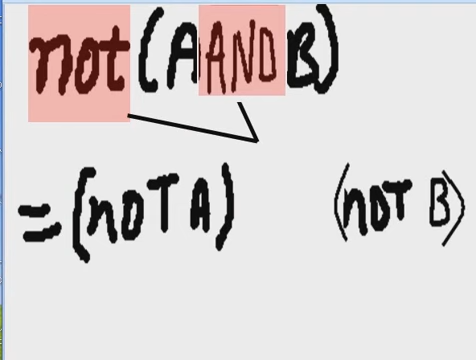 not (A AND B)
= (noT A) (noT B)